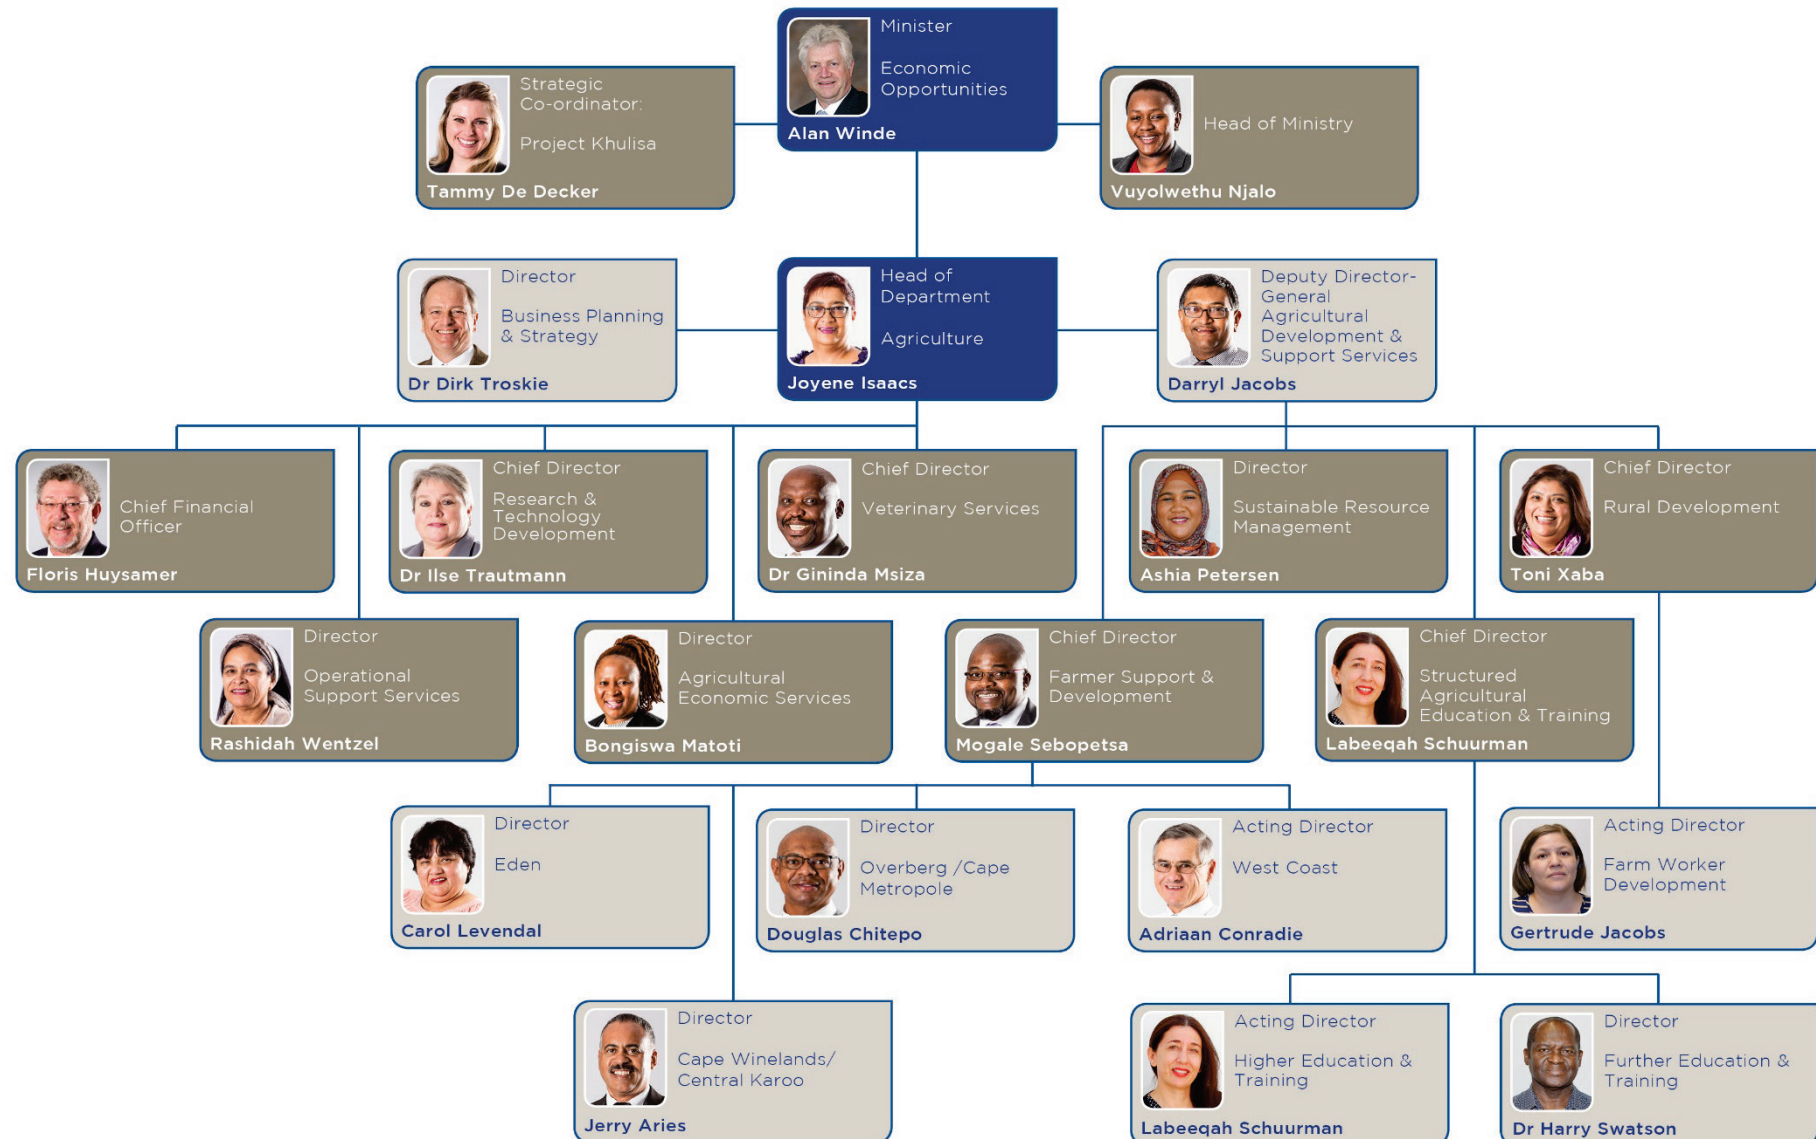 Minister
Economic
Opportunities
Alan Winde
Strategic
Co-ordinator:
Project Khulisa
Tammy De Decker
Head of Ministry
Vuyolwethu Njalo
Director
Business Planning
& Strategy
Dr Dirk Troskie
Head of
Department
Agriculture
Joyene Isaacs
Deputy Director-
General
Agricultural
Development &
Support Services
Darryl Jacobs
Chief Financial
Officer
Floris Huysamer
Chief Director
Research &
Technology
Development
Dr Ilse Trautmann
Chief Director
Veterinary Services
Dr Gininda Msiza
Director
Sustainable Resource
Management
Ashia Petersen
Chief Director
Rural Development
Toni Xaba
Director
Operational
Support Services
Rashidah Wentzel
Director
Agricultural
Economic Services
Bongiswa Matoti
Chief Director
Farmer Support &
Development
Mogale Sebopetsa
Chief Director
Structured
Agricultural
Education & Training
Labeeqah Schuurman
Director
Eden
Carol Levendal
Director
Overberg /Cape
Metropole
Douglas Chitepo
Acting Director
West Coast
Adriaan Conradie
Acting Director
Farm Worker
Development
Gertrude Jacobs
Director
Cape Winelands/
Central Karoo
Jerry Aries
Acting Director
Higher Education &
Training
Labeeqah Schuurman
Director
Further Education &
Training
Dr Harry Swatson